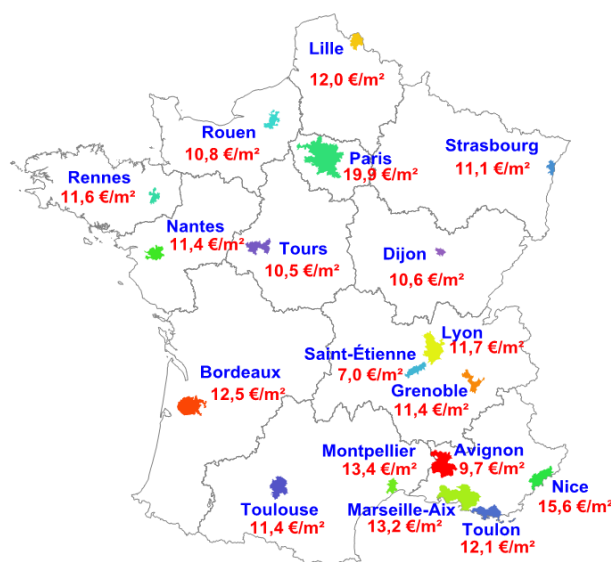 Lille
12,0 €/m²
Rouen
10,8 €/m²
Paris
19,9 €/m²
Strasbourg
11,1 €/m²
Rennes
11,6 €/m²
Nantes
11,4 €/m²
Tours
10,5 €/m²
Dijon
10,6 €/m²
Lyon
11,7 €/m²
Saint-Étienne
7,0 €/m²
Grenoble
11,4 €/m²
Bordeaux
12,5 €/m²
Montpellier
13,4 €/m²
Avignon
9,7 €/m²
Nice
15,6 €/m²
Toulouse
11,4 €/m²
Marseille-Aix
13,2 €/m²
Toulon
12,1 €/m²